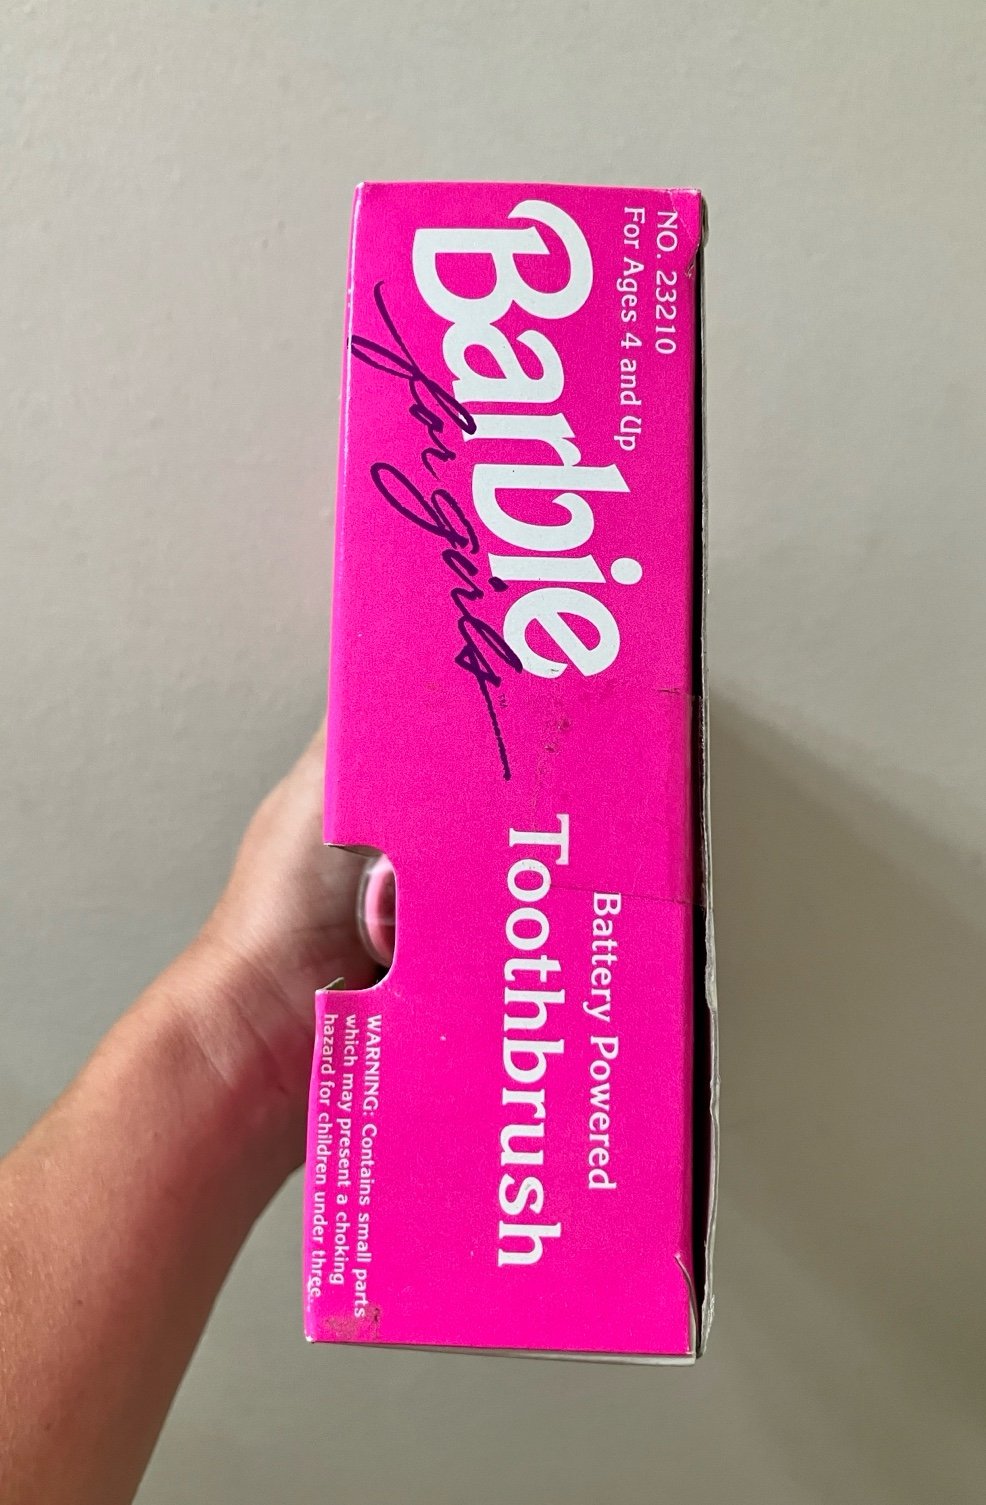 NO. 23210
For Ages 4 and Up
Barbie
for girls™
Battery Powered
Toothbrush
WARNING: Contains small parts
which may present a choking
hazard for children under three.